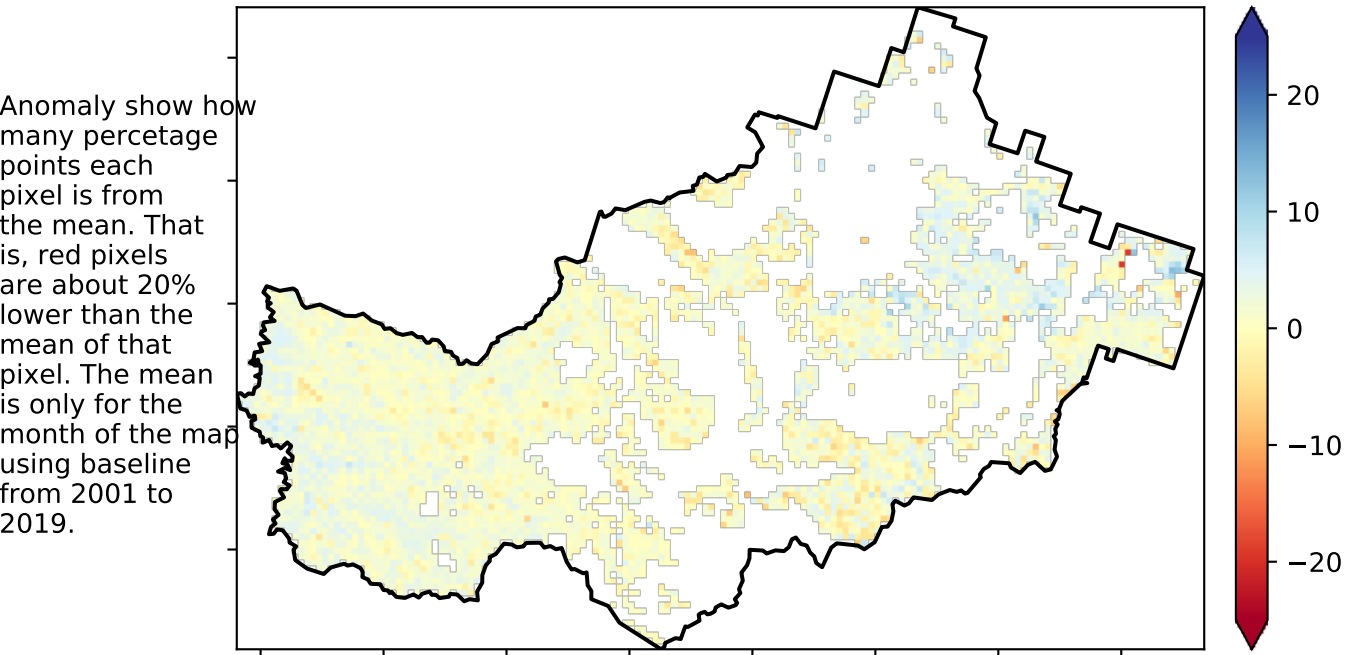 Anomaly show how
many percetage
points each
pixel is from
the mean. That
is, red pixels
are about 20%
lower than the
mean of that
pixel. The mean
is only for the
month of the map
using baseline
from 2001 to
2019.
20
10
0
−10
−20